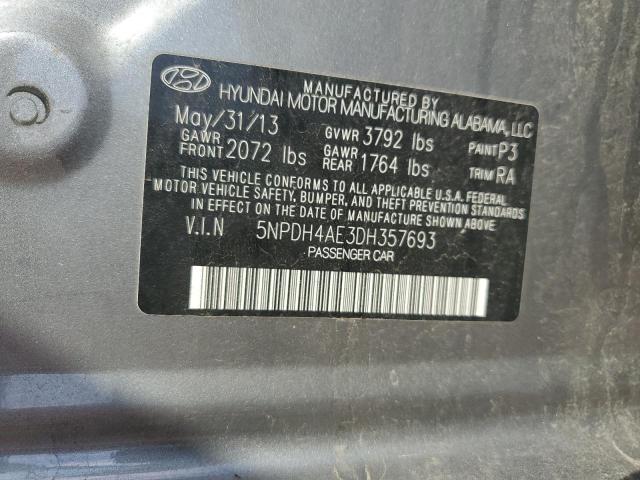 MANUFACTURED BY
HYUNDAI MOTOR MANUFACTURING ALABAMA, LLC
May/31/13 GVWR 3792 lbs PAINT P3
GAWR FRONT 2072 lbs GAWR REAR 1764 lbs TRIM RA
THIS VEHICLE CONFORMS TO ALL APPLICABLE U.S.A. FEDERAL
MOTOR VEHICLE SAFETY, BUMPER, AND THEFT PREVENTION STANDARDS
IN EFFECT ON THE DATE OF MANUFACTURE SHOWN ABOVE.
V.I.N 5NPDH4AE3DH357693
PASSENGER CAR